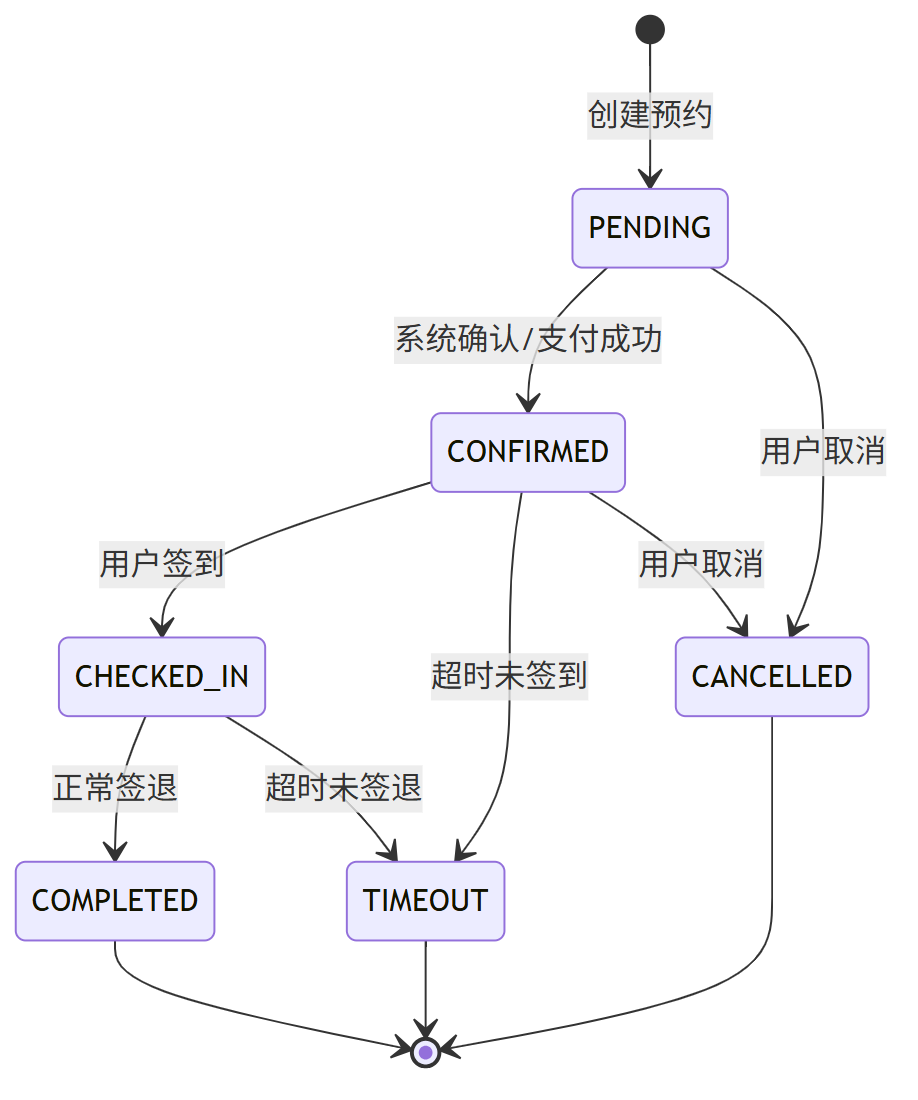 创建预约
PENDING
系统确认/支付成功
CONFIRMED
用户取消
用户签到
用户取消
超时未签到
CHECKED_IN
CANCELLED
正常签退
超时未签退
COMPLETED
TIMEOUT